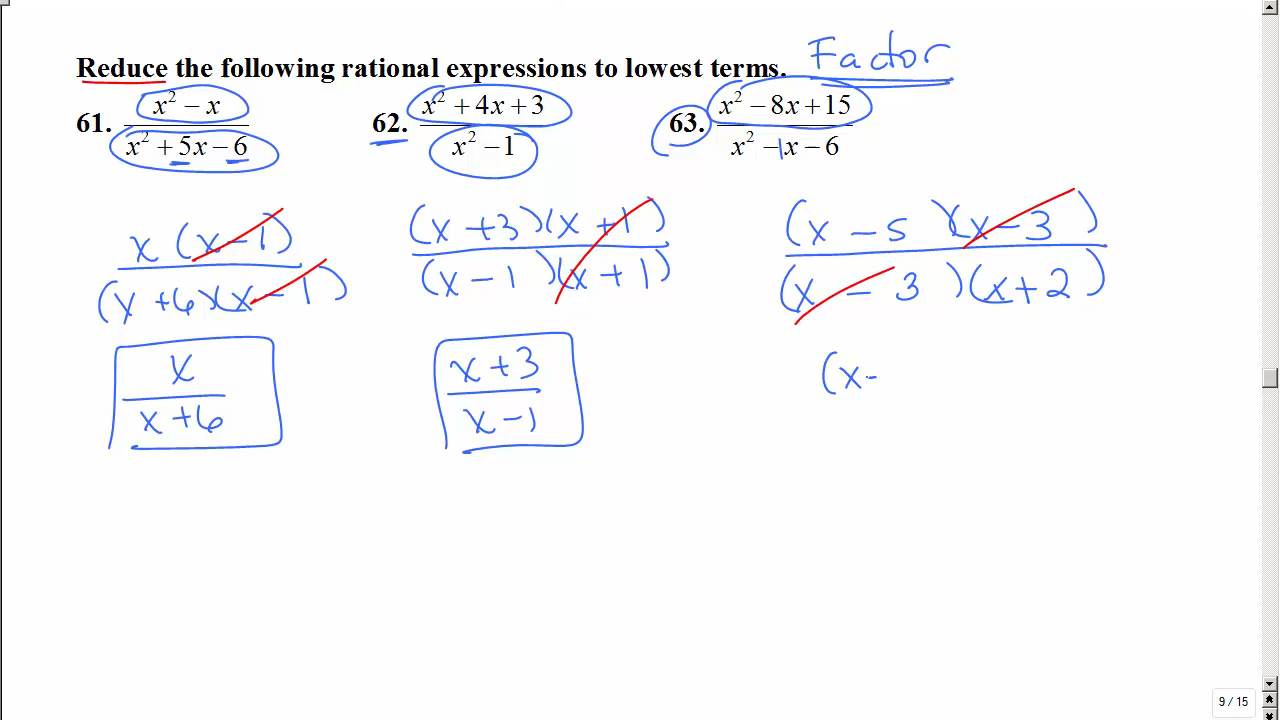 Reduce the following rational expressions to lowest terms. Factor
61. x² − x / x² + 5x − 6 62. x² + 4x + 3 / x² − 1 63. x² − 8x + 15 / x² − 1x − 6
x (x − 1) (x + 3)(x + 1) (x − 5)(x − 3)
(x + 6)(x − 1) (x − 1)(x + 1) (x − 3)(x + 2)
x x + 3 (x -
x + 6 x − 1
9 / 15